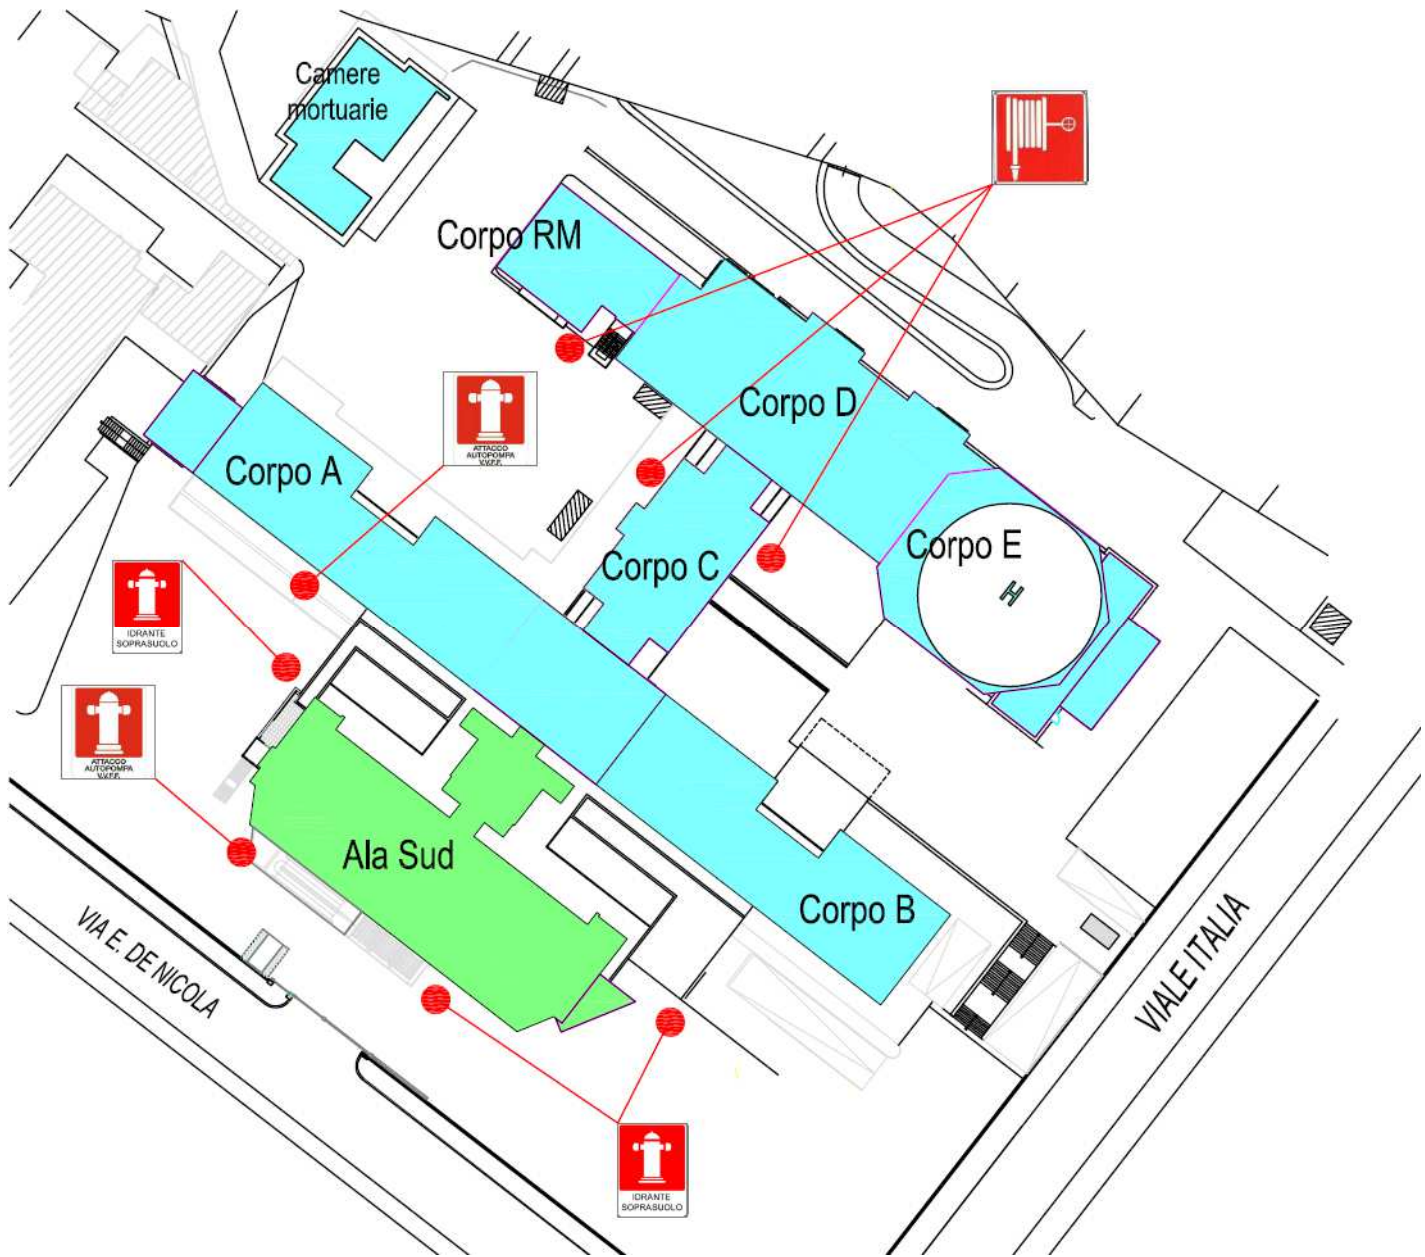 Camere
mortuarie
Corpo RM
Corpo D
ATTACCO
AUTOPOMPA
V.V.F.F.
Corpo A
Corpo E
H
Corpo C
IDRANTE
SOPRASUOLO
ATTACCO
AUTOPOMPA
V.V.F.F.
Ala Sud
Corpo B
VIA E. DE NICOLA
VIALE ITALIA
IDRANTE
SOPRASUOLO